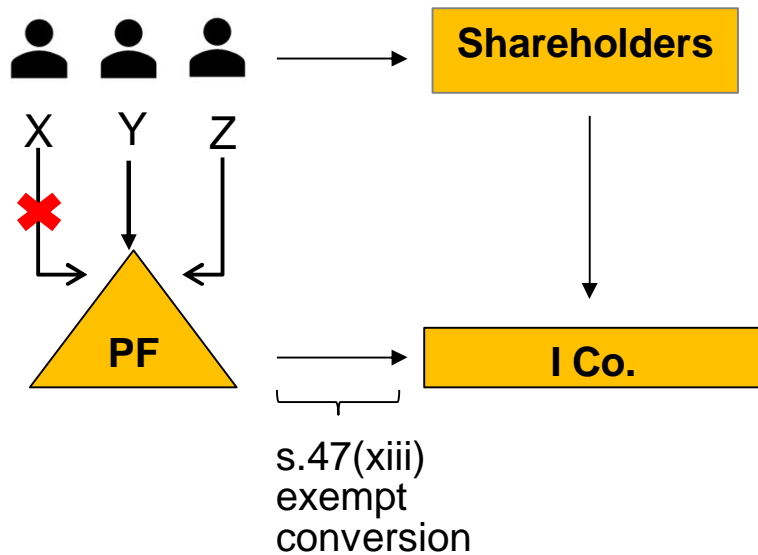 Shareholders
X Y Z
PF
I Co.
s.47(xiii)
exempt
conversion